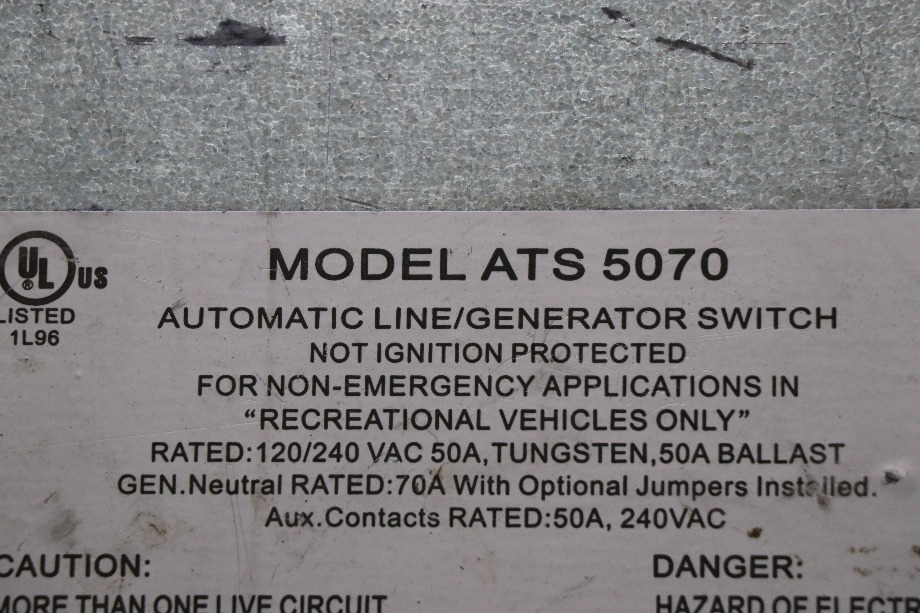 UL US
®
LISTED
1L96
MODEL ATS 5070
AUTOMATIC LINE/GENERATOR SWITCH
NOT IGNITION PROTECTED
FOR NON-EMERGENCY APPLICATIONS IN
“RECREATIONAL VEHICLES ONLY”
RATED:120/240 VAC 50A,TUNGSTEN,50A BALLAST
GEN.Neutral RATED:70A With Optional Jumpers Installed.
Aux.Contacts RATED:50A, 240VAC
CAUTION:
MORE THAN ONE LIVE CIRCUIT
DANGER:
HAZARD OF ELECTR